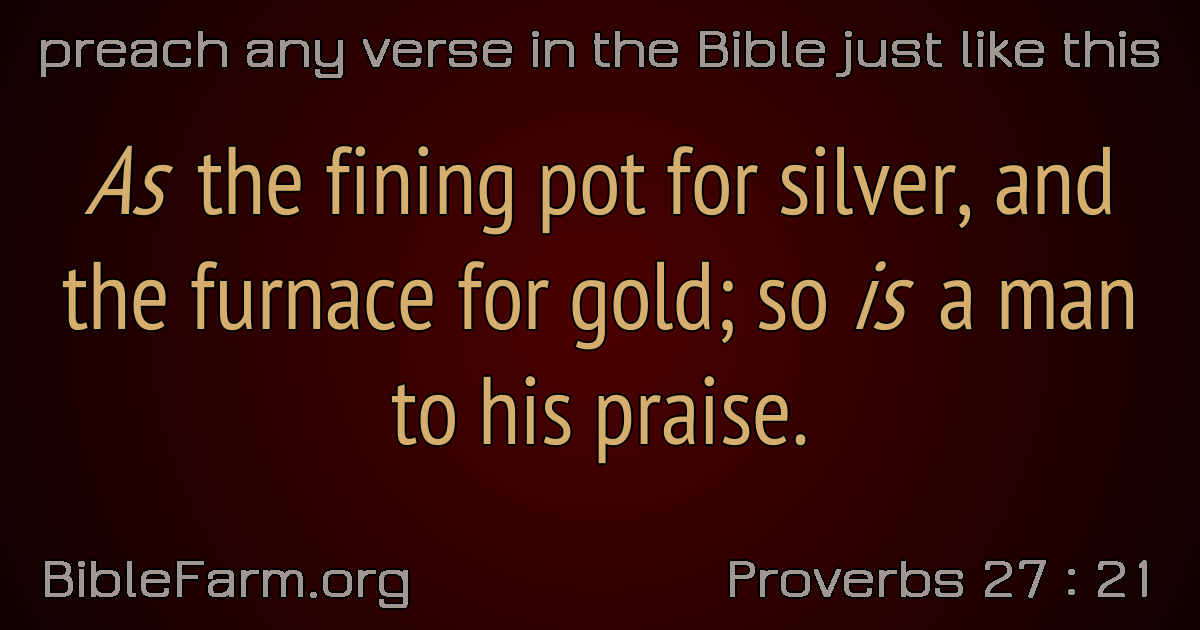 preach any verse in the Bible just like this
As the fining pot for silver, and
the furnace for gold; so is a man
to his praise.
BibleFarm.org
Proverbs 27 : 21